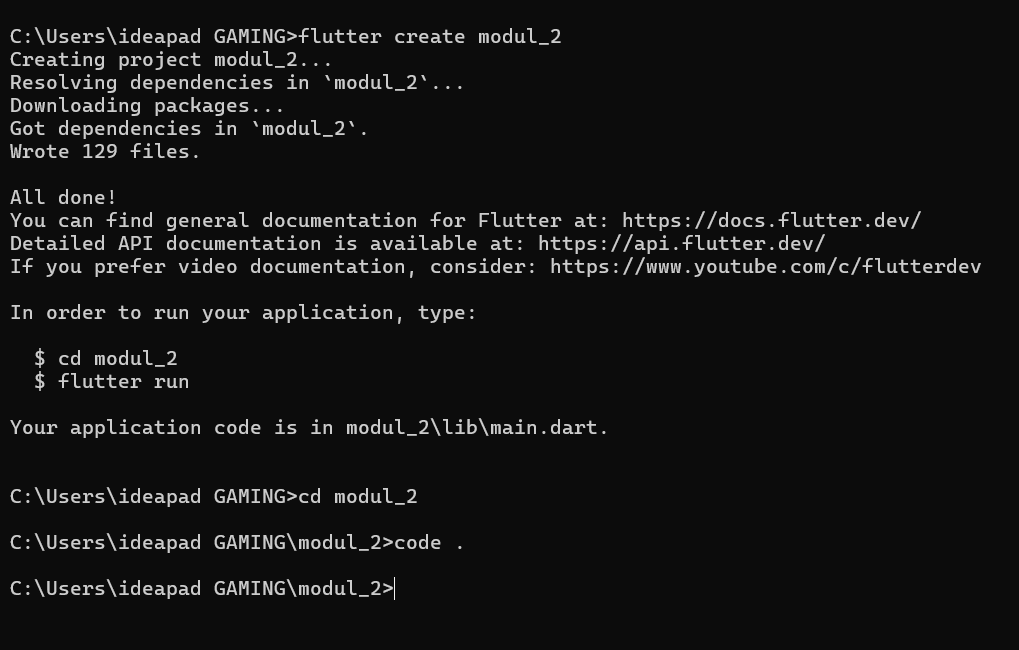 C:\Users\ideapad GAMING>flutter create modul_2
Creating project modul_2...
Resolving dependencies in `modul_2`...
Downloading packages...
Got dependencies in `modul_2`.
Wrote 129 files.
All done!
You can find general documentation for Flutter at: https://docs.flutter.dev/
Detailed API documentation is available at: https://api.flutter.dev/
If you prefer video documentation, consider: https://www.youtube.com/c/flutterdev
In order to run your application, type:
$ cd modul_2
$ flutter run
Your application code is in modul_2\lib\main.dart.
C:\Users\ideapad GAMING>cd modul_2
C:\Users\ideapad GAMING\modul_2>code .
C:\Users\ideapad GAMING\modul_2>